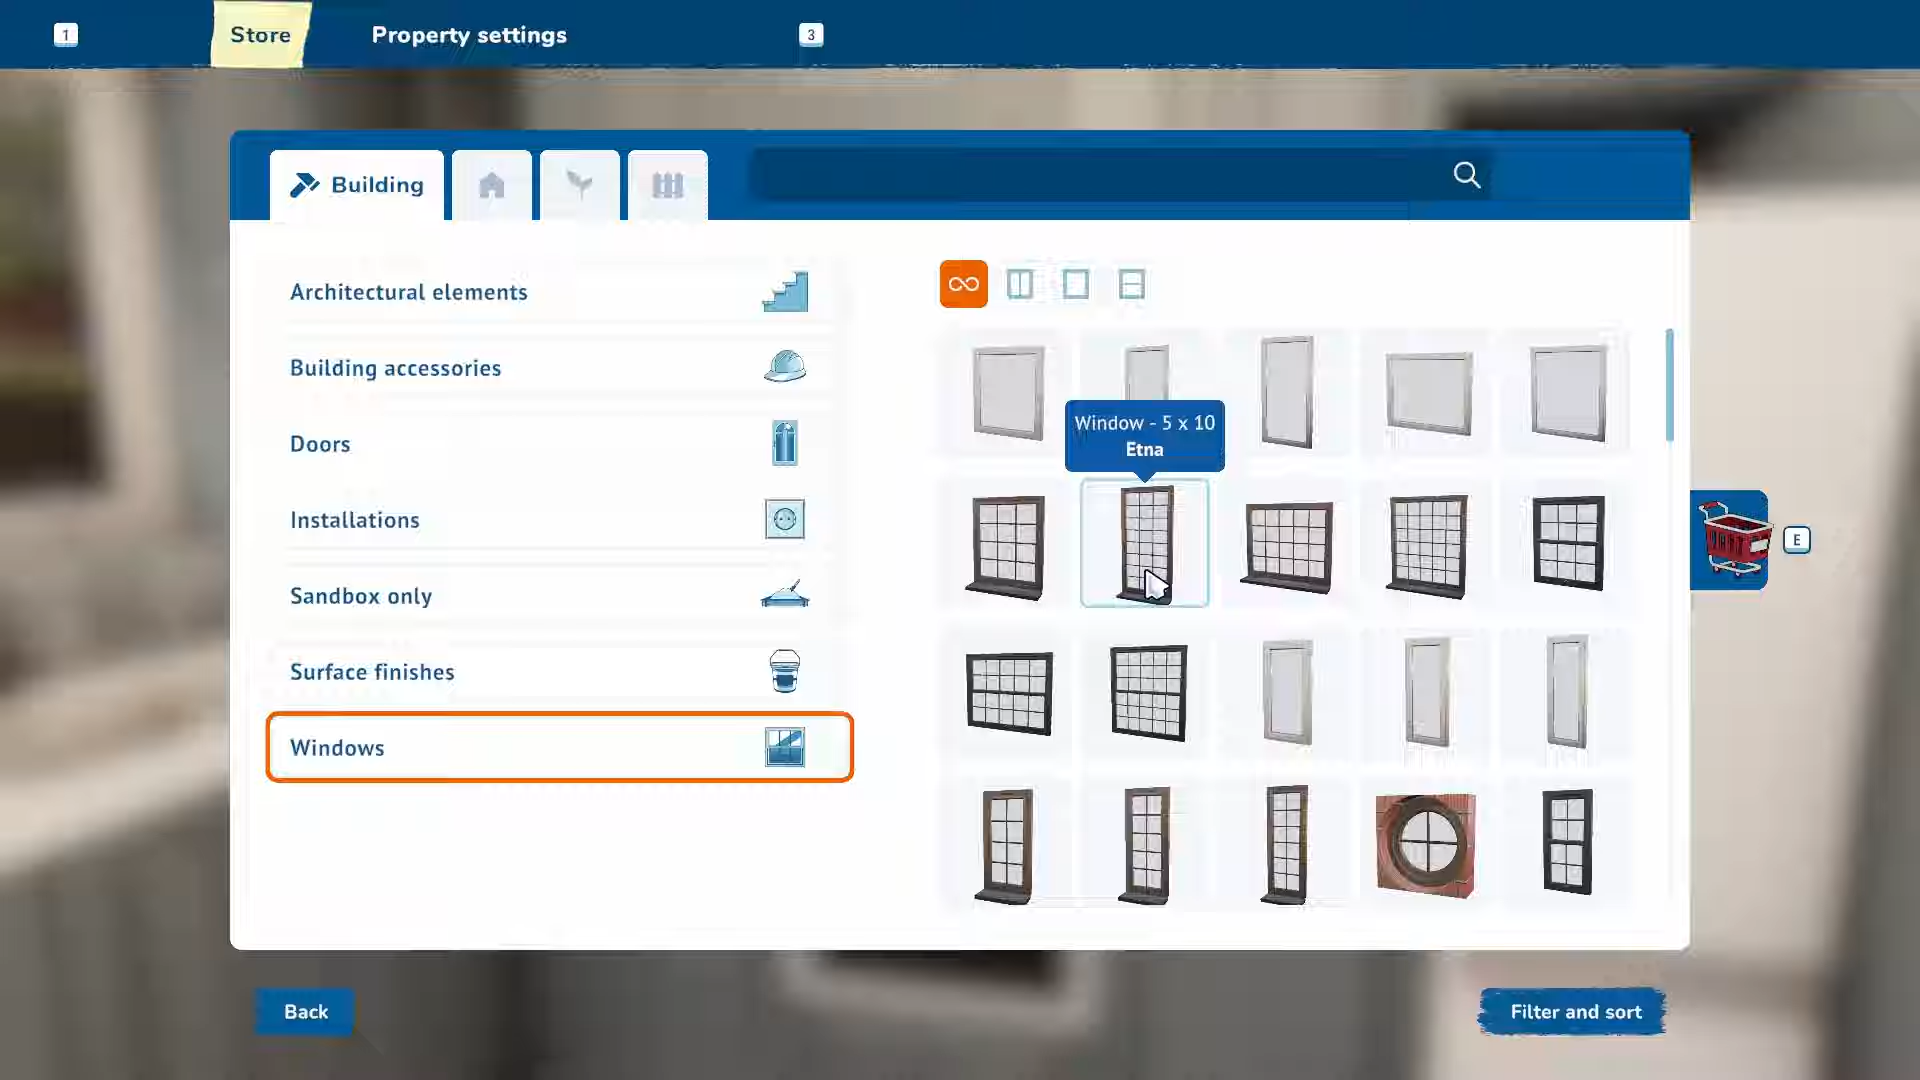 1
Store
Property settings
3
Building
Architectural elements
Building accessories
Doors
Installations
Sandbox only
Surface finishes
Windows
Window - 5 x 10
Etna
E
Back
Filter and sort